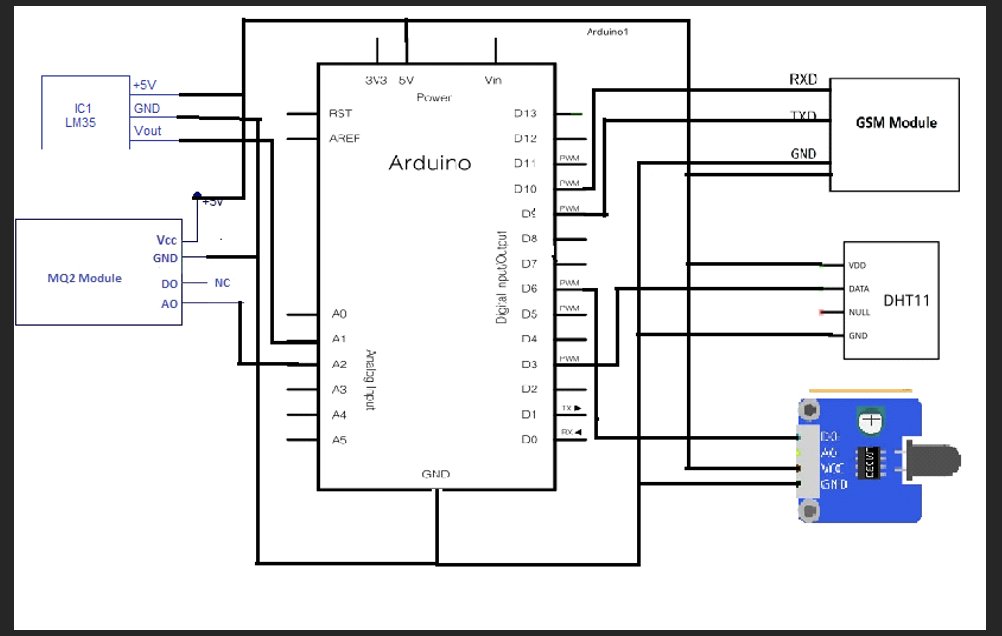 Arduino1
+5V
GND
Vout
IC1
LM35
+5V
MQ2 Module
Vcc
GND
DO
NC
AO
3V3
5V
Vin
Power
RST
AREF
Arduino
A0
A1
A2
A3
A4
A5
Analog Input
Digital Input/Output
GND
D13
D12
D11
PWM
D10
PWM
D9
PWM
D8
D7
D6
PWM
D5
PWM
D4
D3
PWM
D2
D1
TX
D0
RX
RXD
TXD
GND
GSM Module
VDD
DATA
NULL
GND
DHT11
DO
AO
VCC
GND